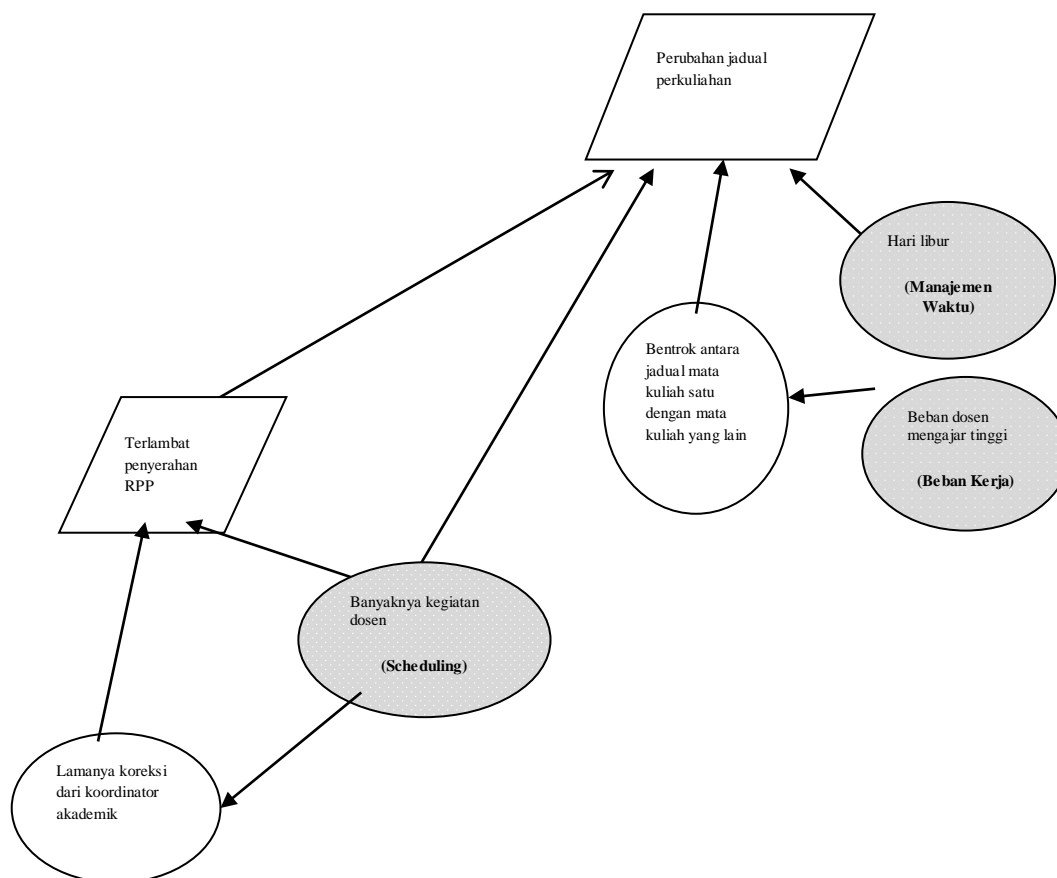 Perubahan jadual
perkuliahan
Hari libur
(Manajemen
Waktu)
Bentrok antara
jadual mata
kuliah satu
dengan mata
kuliah yang lain
Beban dosen
mengajar tinggi
(Beban Kerja)
Terlambat
penyerahan
RPP
Banyaknya kegiatan
dosen
(Scheduling)
Lamanya koreksi
dari koordinator
akademik